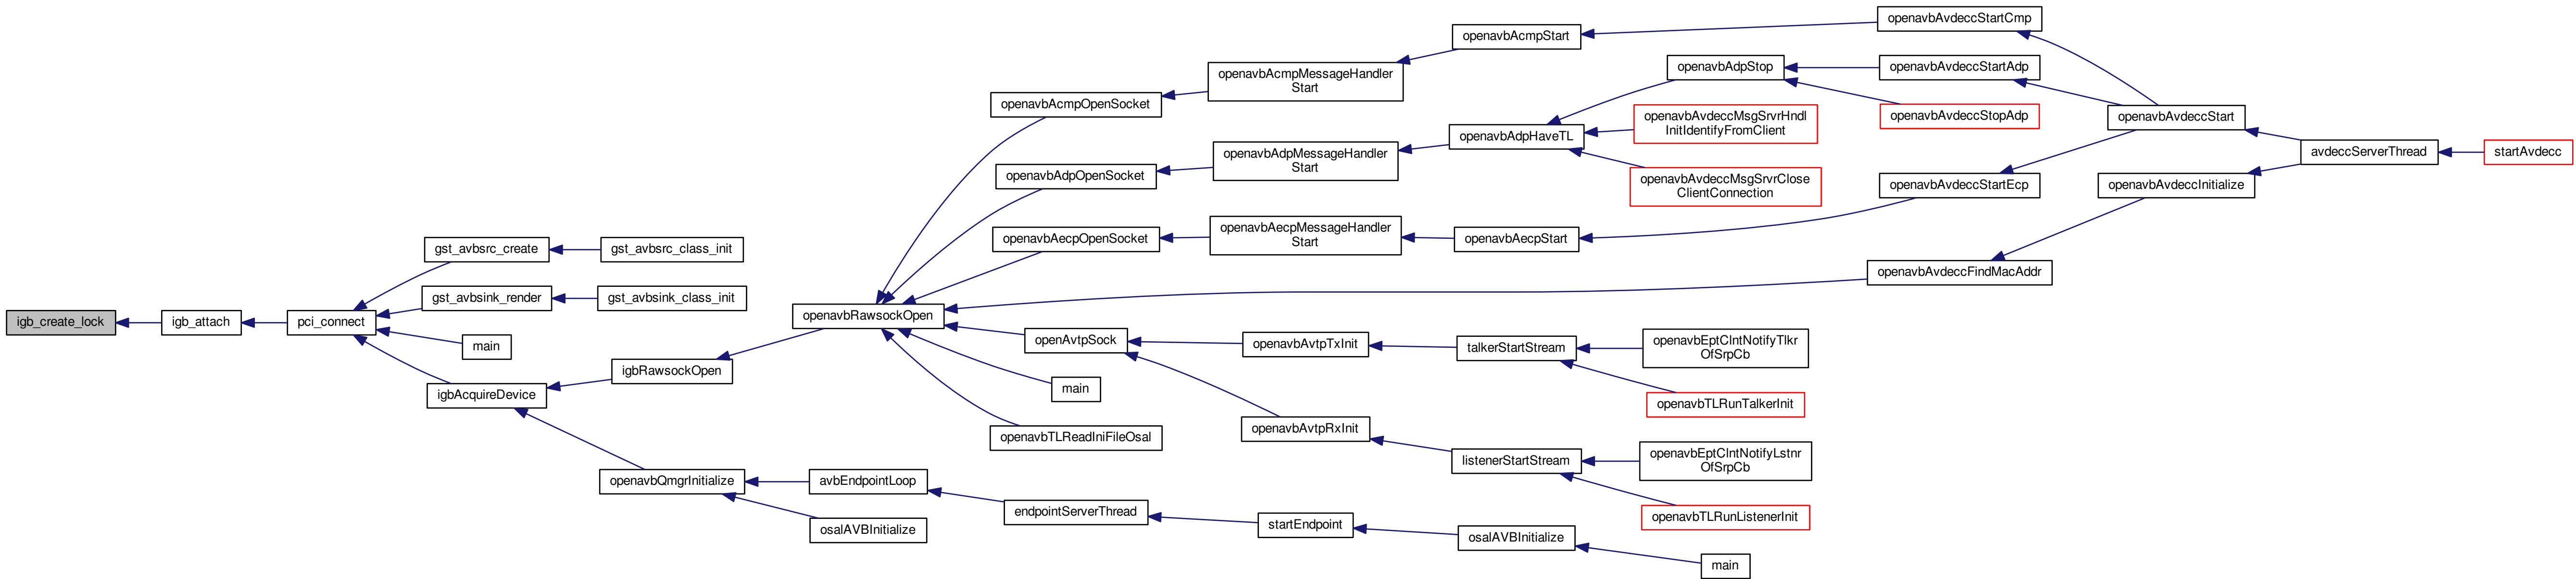 igb_create_lock
igb_attach
pci_connect
gst_avbsrc_create
gst_avbsrc_class_init
gst_avbsink_render
gst_avbsink_class_init
main
igbAcquireDevice
igbRawsockOpen
openavbRawsockOpen
openavbAcmpOpenSocket
openavbAcmpMessageHandler
Start
openavbAcmpStart
openavbAvdeccStartCmp
openavbAvdeccStart
avdeccServerThread
startAvdecc
openavbAdpOpenSocket
openavbAdpMessageHandler
Start
openavbAdpHaveTL
openavbAdpStop
openavbAvdeccStartAdp
openavbAvdeccStopAdp
openavbAvdeccMsgSrvrHndl
InitIdentifyFromClient
openavbAvdeccMsgSrvrClose
ClientConnection
openavbAecpOpenSocket
openavbAecpMessageHandler
Start
openavbAecpStart
openavbAvdeccStartEcp
openavbAvdeccFindMacAddr
openavbAvdeccInitialize
openAvtpSock
openavbAvtpTxInit
talkerStartStream
openavbEptClntNotifyTlkr
OfSrpCb
openavbTLRunTalkerInit
openavbAvtpRxInit
listenerStartStream
openavbEptClntNotifyLstnr
OfSrpCb
openavbTLRunListenerInit
main
openavbTLReadIniFileOsal
openavbQmgrInitialize
avbEndpointLoop
endpointServerThread
startEndpoint
osalAVBInitialize
main
osalAVBInitialize